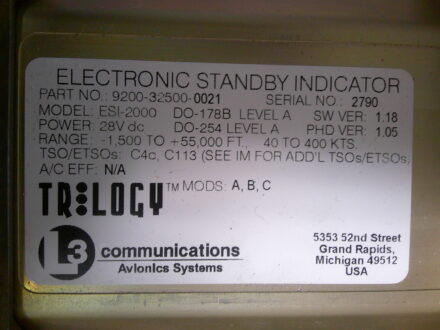 ELECTRONIC STANDBY INDICATOR
PART NO.: 9200-32500-0021 SERIAL NO.: 2790
MODEL: ESI-2000 DO-178B LEVEL A SW VER: 1.18
POWER: 28V dc DO-254 LEVEL A PHD VER: 1.05
RANGE: -1,500 TO +55,000 FT., 40 TO 400 KTS.
TSO/ETSOs: C4c, C113 (SEE IM FOR ADD'L TSOs/ETSOs)
A/C EFF: N/A
TRILOGY™ MODS: A, B, C
L3 communications
Avionics Systems
5353 52nd Street
Grand Rapids,
Michigan 49512
USA